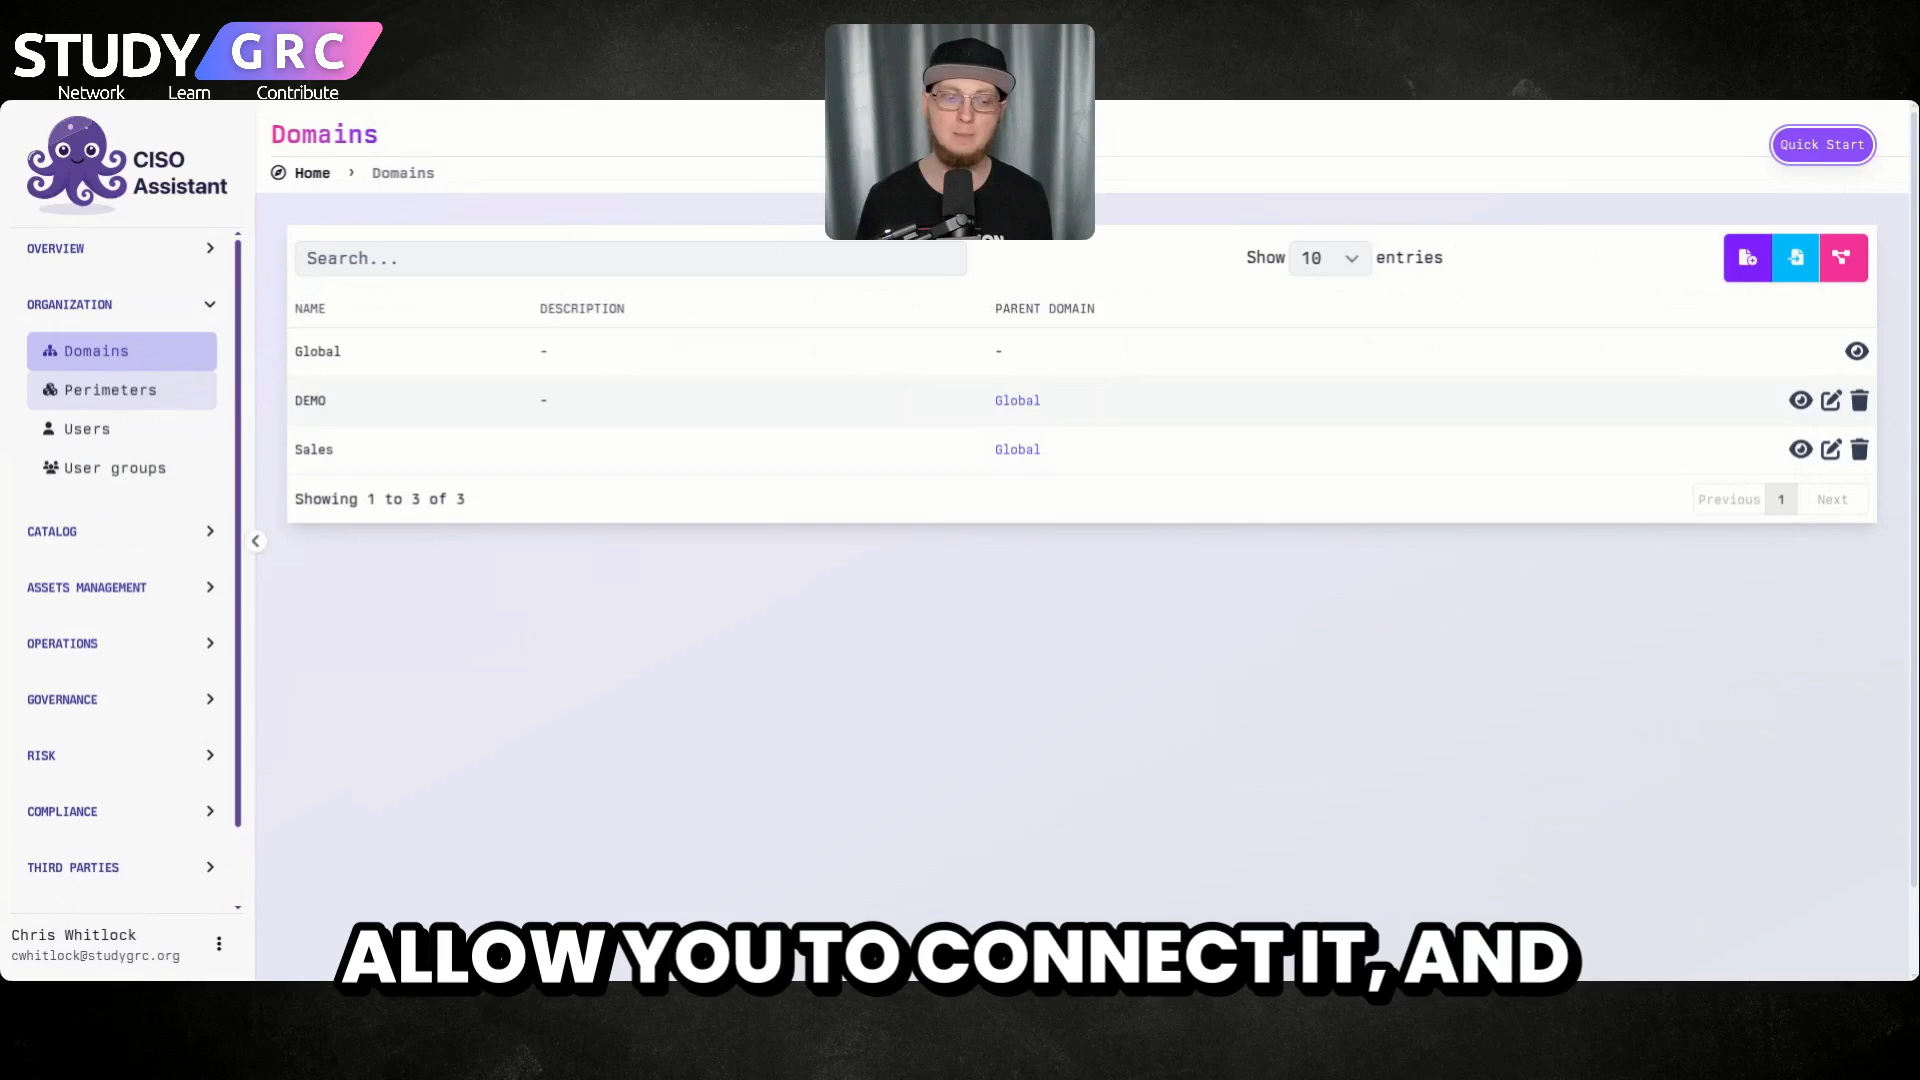 STUDY GRC
Network Learn Contribute
CISO
Assistant
Domains
Quick Start
Home › Domains
OVERVIEW
ORGANIZATION
Domains
Perimeters
Users
User groups
CATALOG
ASSETS MANAGEMENT
OPERATIONS
GOVERNANCE
RISK
COMPLIANCE
THIRD PARTIES
Chris Whitlock
cwhitlock@studygrc.org
Search...
Show 10 entries
NAME DESCRIPTION PARENT DOMAIN
Global - -
DEMO - Global
Sales Global
Showing 1 to 3 of 3
Previous 1 Next
ALLOW YOU TO CONNECT IT, AND